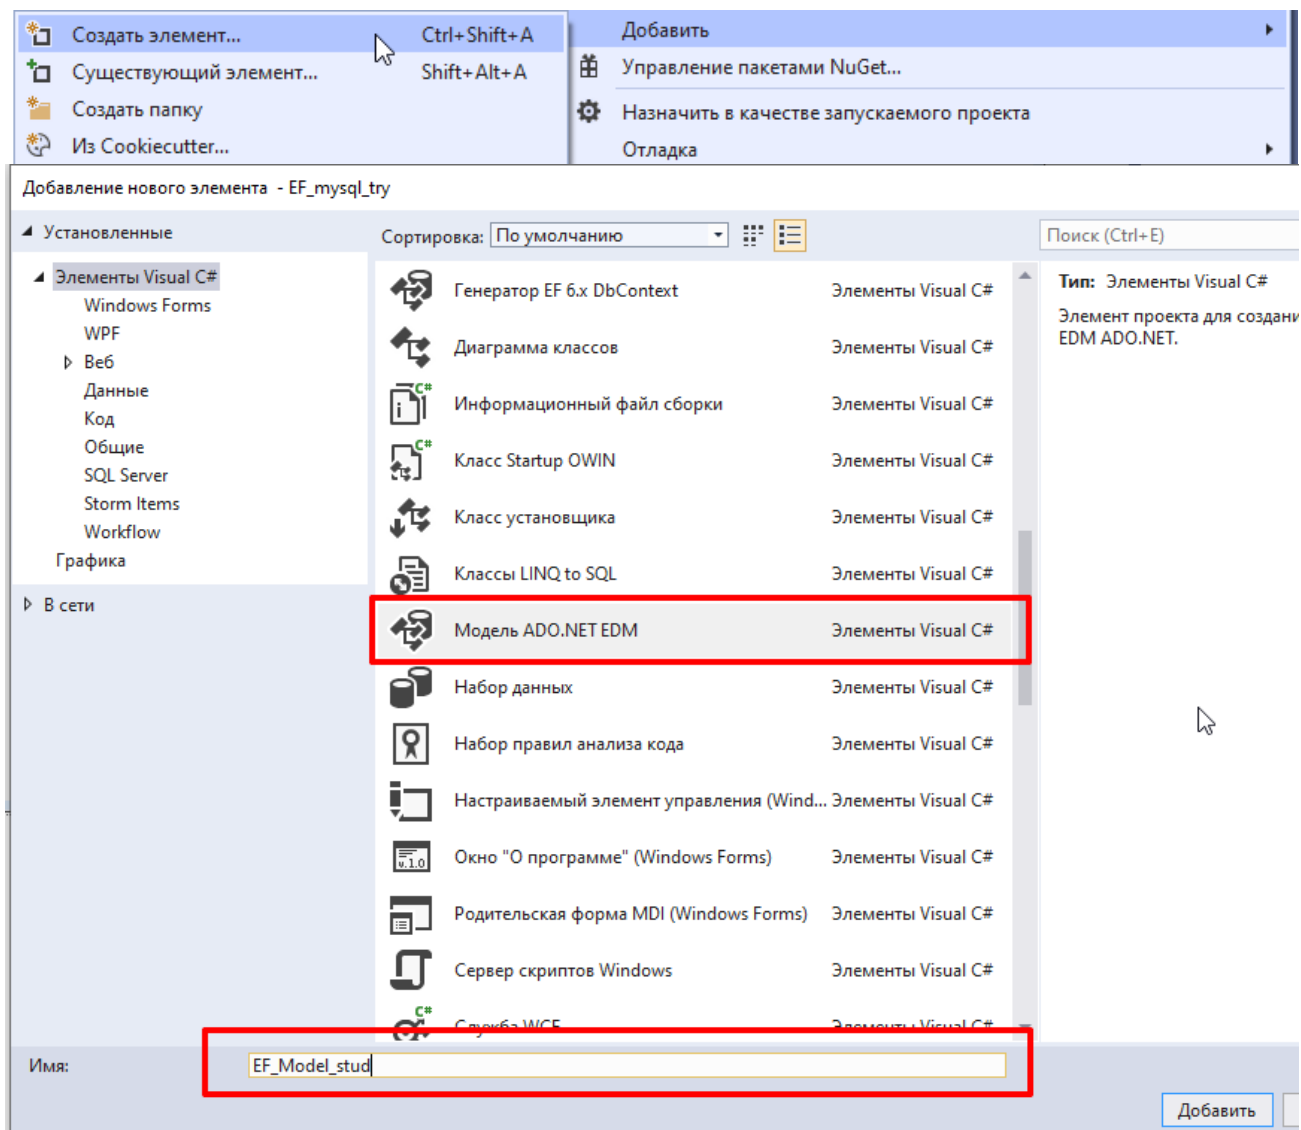 Создать элемент... Ctrl+Shift+A
Существующий элемент... Shift+Alt+A
Создать папку
Из Cookiecutter...
Добавить
Управление пакетами NuGet...
Назначить в качестве запускаемого проекта
Отладка
Добавление нового элемента - EF_mysql_try
Установленные
Элементы Visual C#
Windows Forms
WPF
Веб
Данные
Код
Общие
SQL Server
Storm Items
Workflow
Графика
В сети
Сортировка: По умолчанию
Генератор EF 6.x DbContext Элементы Visual C#
Диаграмма классов Элементы Visual C#
Информационный файл сборки Элементы Visual C#
Класс Startup OWIN Элементы Visual C#
Класс установщика Элементы Visual C#
Классы LINQ to SQL Элементы Visual C#
Модель ADO.NET EDM Элементы Visual C#
Набор данных Элементы Visual C#
Набор правил анализа кода Элементы Visual C#
Настраиваемый элемент управления (Wind... Элементы Visual C#
Окно "О программе" (Windows Forms) Элементы Visual C#
Родительская форма MDI (Windows Forms) Элементы Visual C#
Сервер скриптов Windows Элементы Visual C#
Служба WCF Элементы Visual C#
Поиск (Ctrl+E)
Тип: Элементы Visual C#
Элемент проекта для создани
EDM ADO.NET.
Имя: EF_Model_stud
Добавить